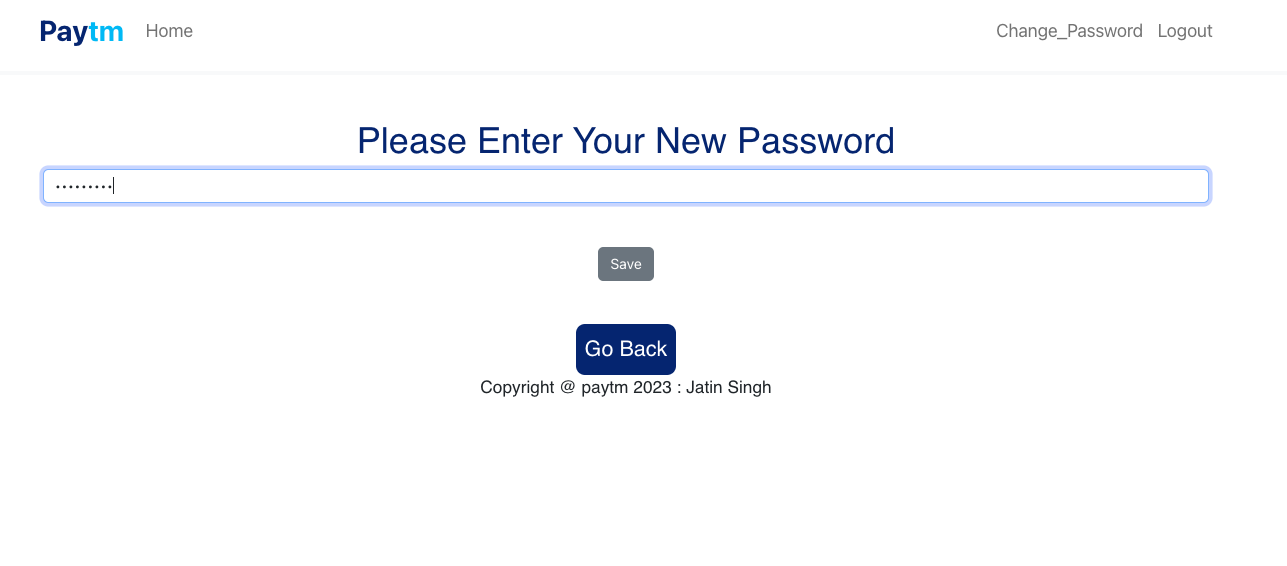 Paytm Home Change_Password Logout
Please Enter Your New Password
•••••••••
Save
Go Back
Copyright @ paytm 2023 : Jatin Singh